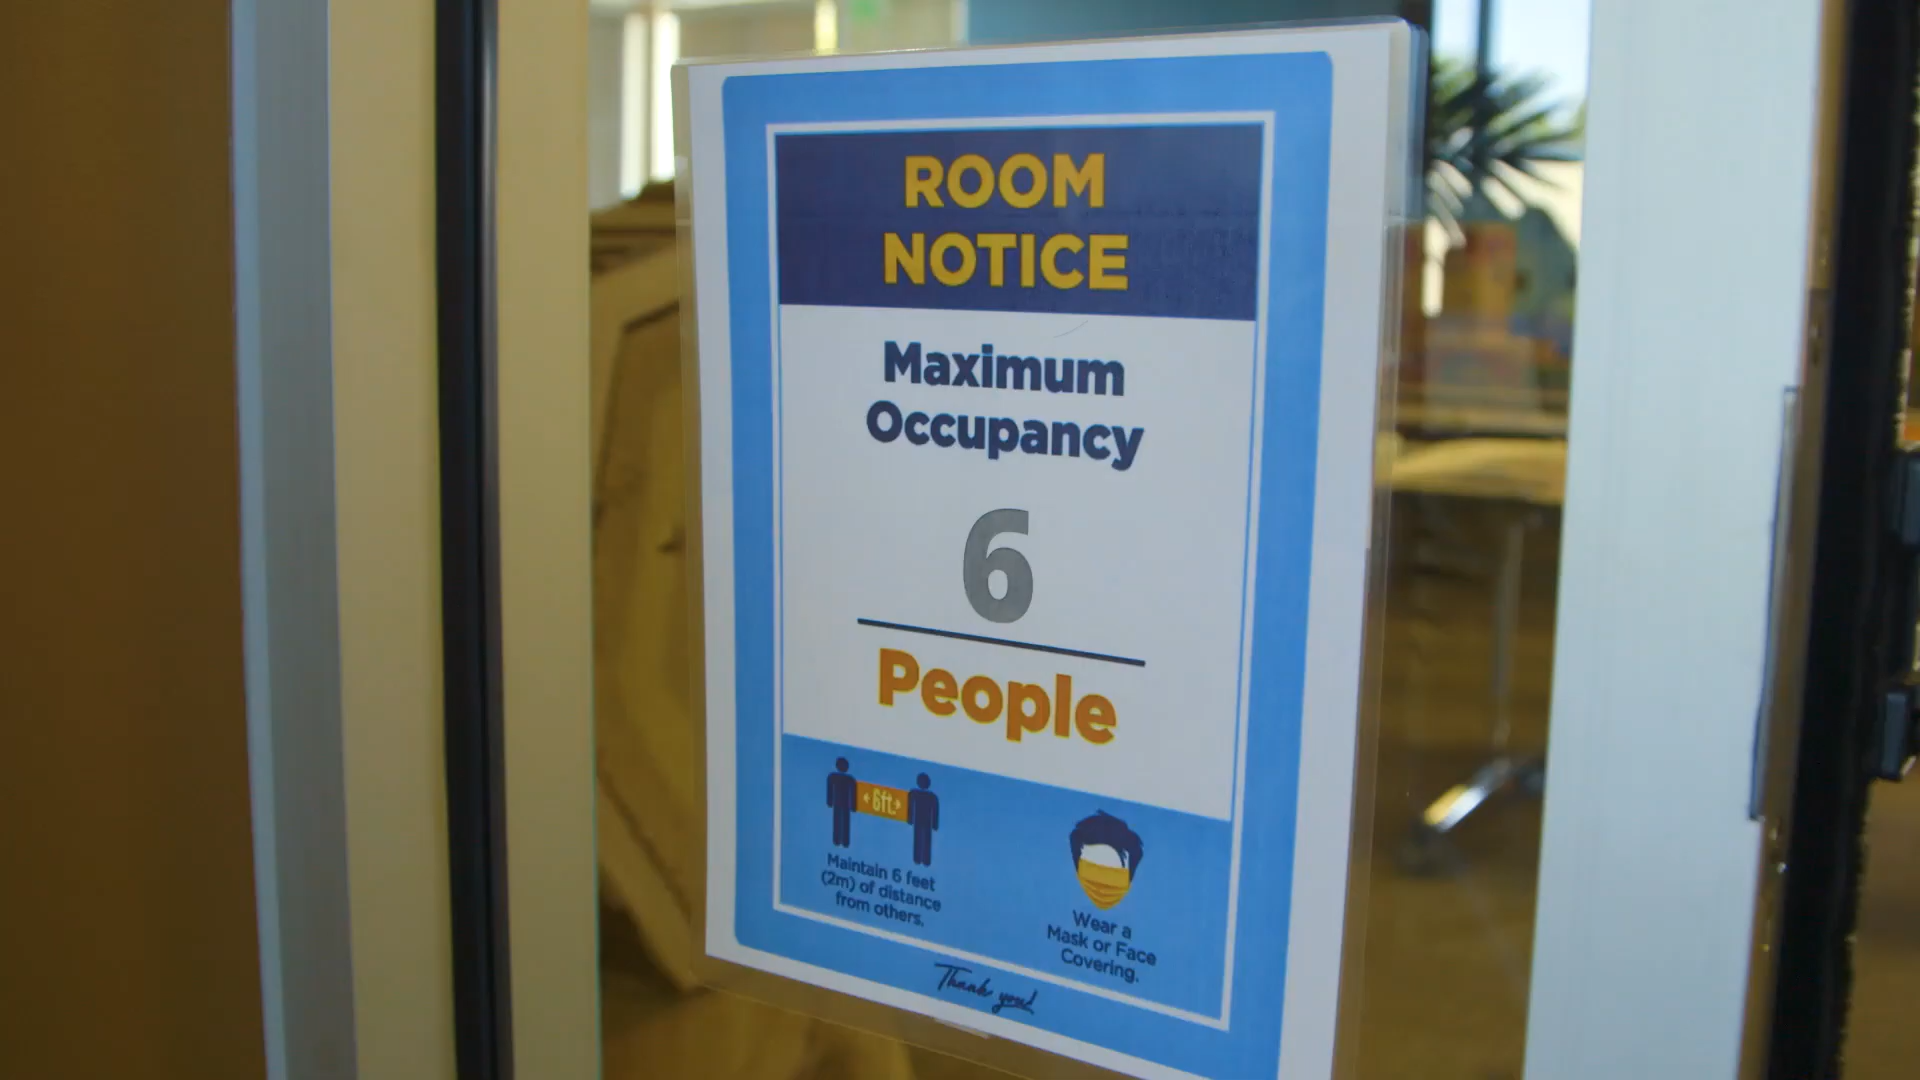 ROOM
NOTICE
Maximum
Occupancy
6
People
6ft.
Maintain 6 feet
(2m) of distance
from others.
Wear a
Mask or Face
Covering.
Thank you!